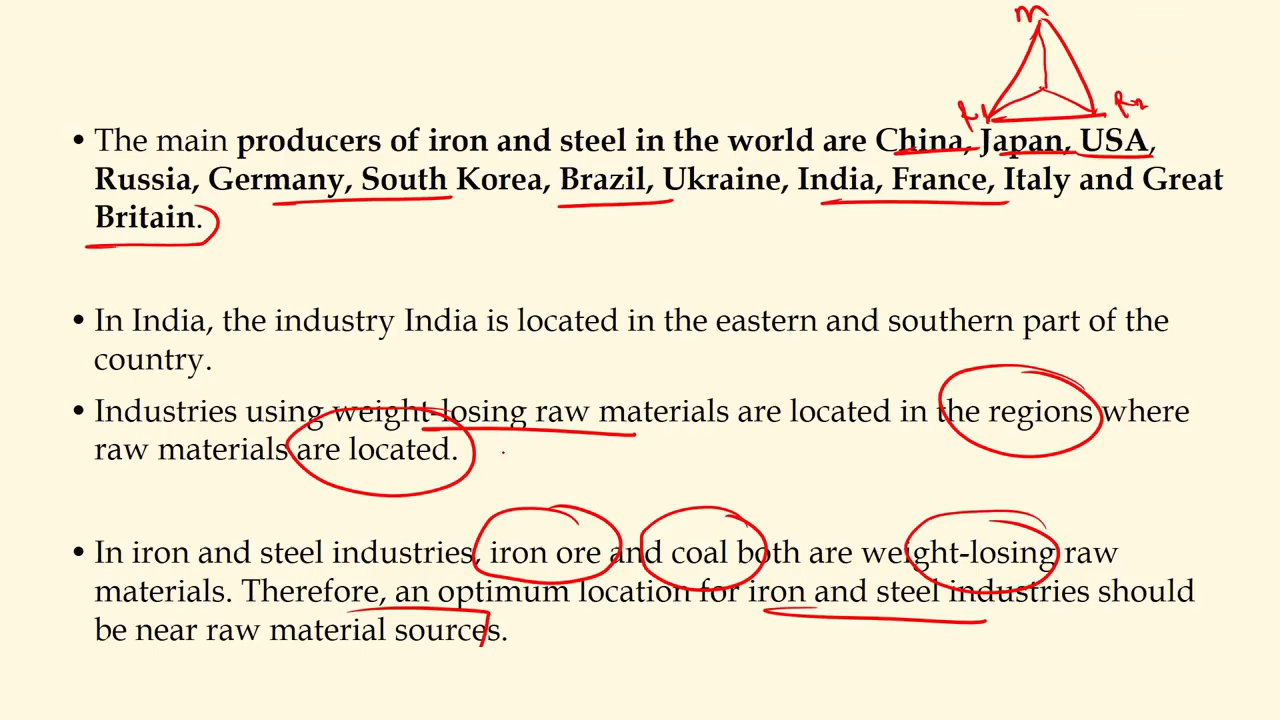 M
R1
R2
• The main producers of iron and steel in the world are China, Japan, USA,
Russia, Germany, South Korea, Brazil, Ukraine, India, France, Italy and Great
Britain.
• In India, the industry India is located in the eastern and southern part of the
country.
• Industries using weight-losing raw materials are located in the regions where
raw materials are located.
• In iron and steel industries, iron ore and coal both are weight-losing raw
materials. Therefore, an optimum location for iron and steel industries should
be near raw material sources.